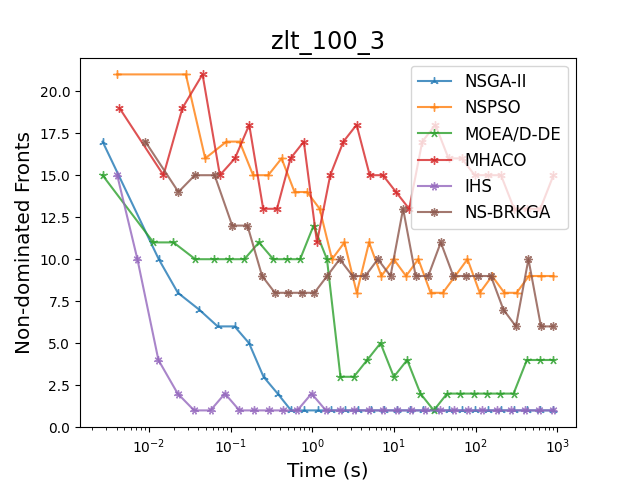 zlt_100_3
Non-dominated Fronts
20.0
17.5
15.0
12.5
10.0
7.5
5.0
2.5
0.0
NSGA-II
NSPSO
MOEA/D-DE
MHACO
IHS
NS-BRKGA
10⁻² 10⁻¹ 10⁰ 10¹ 10² 10³
Time (s)